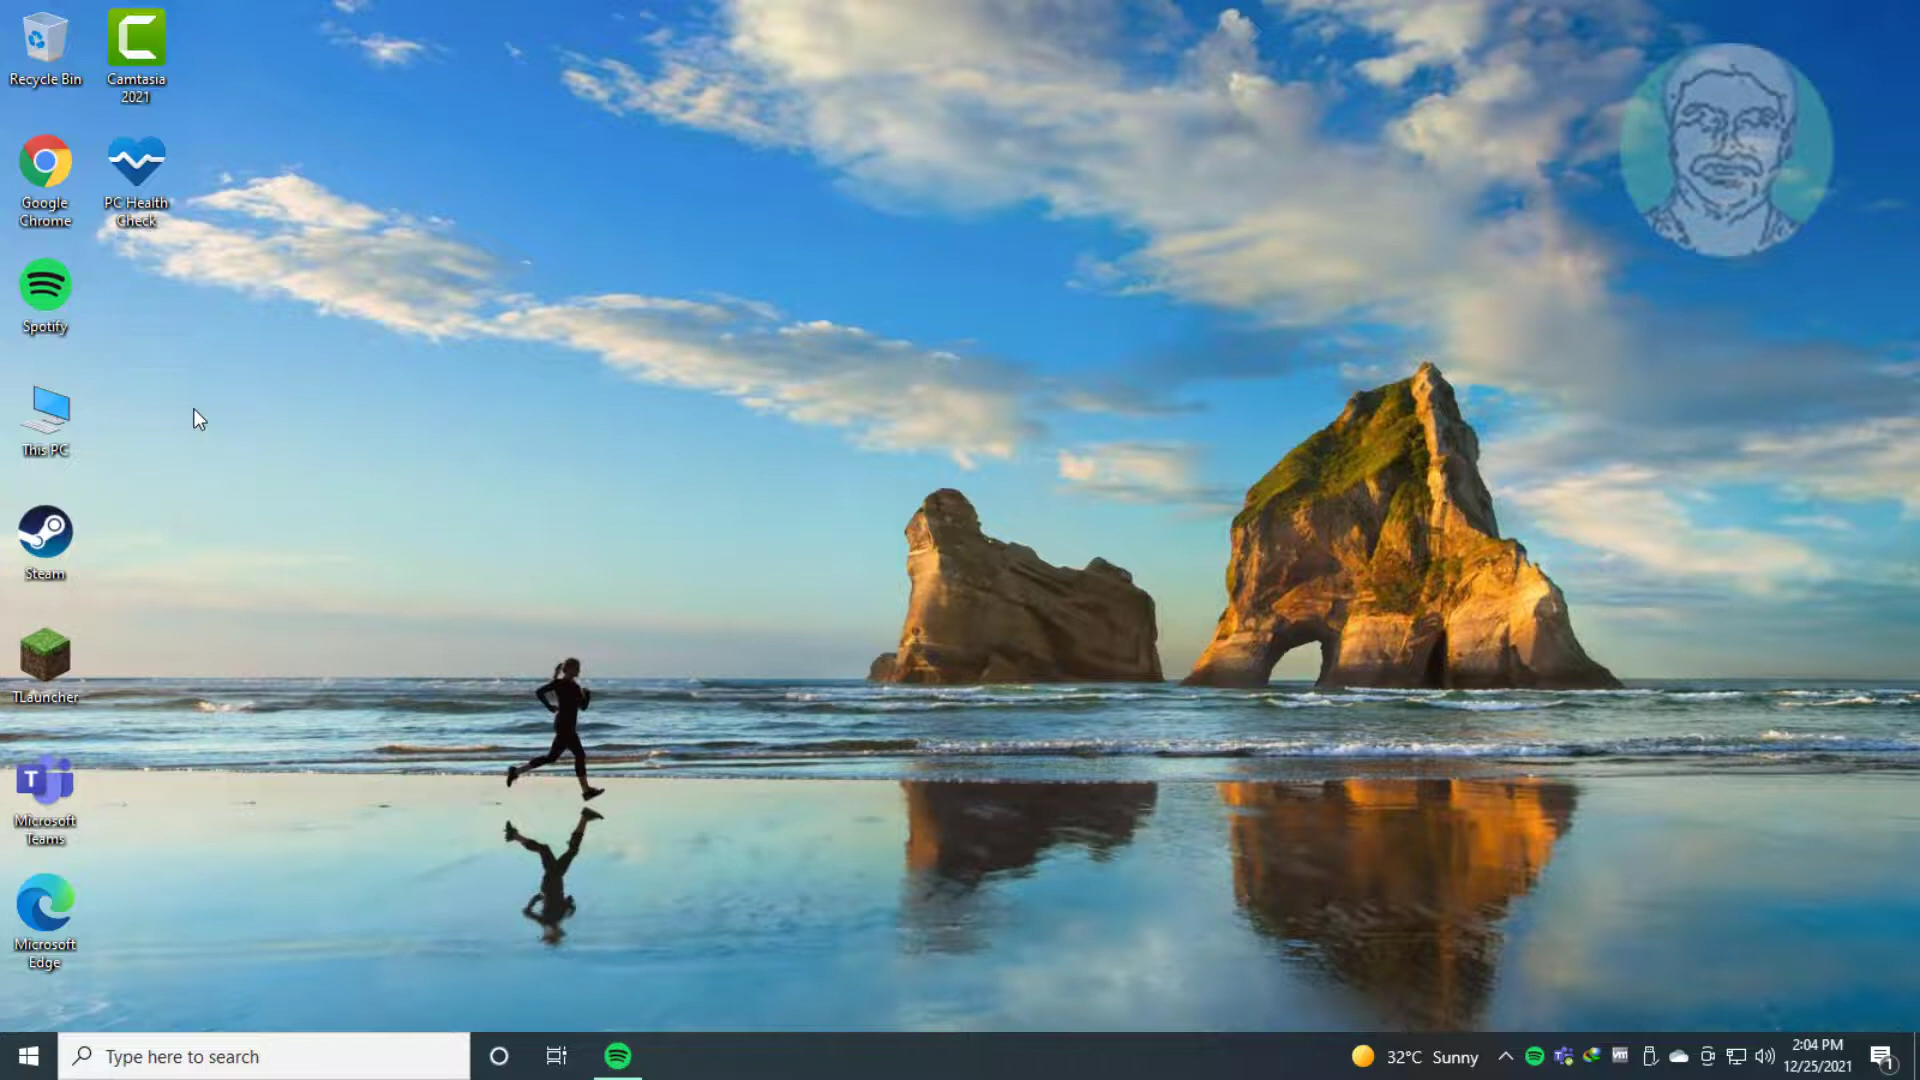 Recycle Bin
Camtasia
2021
Google
Chrome
PC Health
Check
Spotify
This PC
Steam
TLauncher
T
Microsoft
Teams
Microsoft
Edge
Type here to search
32°C Sunny
2:04 PM
12/25/2021
1